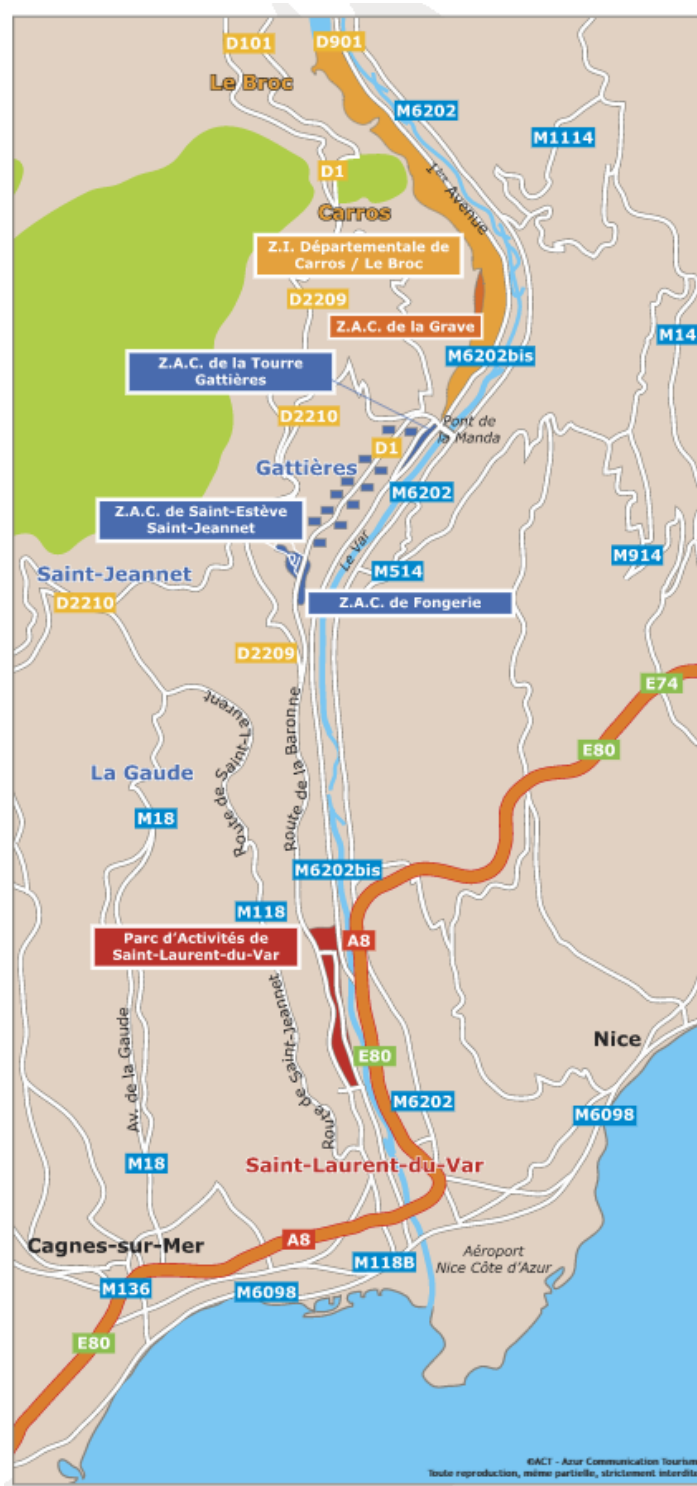 D101
D901
Le Broc
M6202
M1114
1ère Avenue
D1
Carros
Z.I. Départementale de
Carros / Le Broc
D2209
Z.A.C. de la Grave
M14
M6202bis
Z.A.C. de la Tourre
Gattières
D2210
Pont de
la Manda
D1
Gattières
M6202
Z.A.C. de Saint-Estève
Saint-Jeannet
Le Var
M914
Saint-Jeannet
M514
D2210
Z.A.C. de Fongerie
D2209
E74
Route de Saint-Laurent
Route de la Baronne
E80
La Gaude
M18
M6202bis
M118
Parc d'Activités de
Saint-Laurent-du-Var
A8
Av. de la Gaude
Route de Saint-Jeannet
Nice
E80
M6202
M6098
M18
Saint-Laurent-du-Var
A8
Cagnes-sur-Mer
Aéroport
Nice Côte d'Azur
M118B
M136
M6098
E80
©ACT - Azur Communication Tourism
Toute reproduction, même partielle, strictement interdite